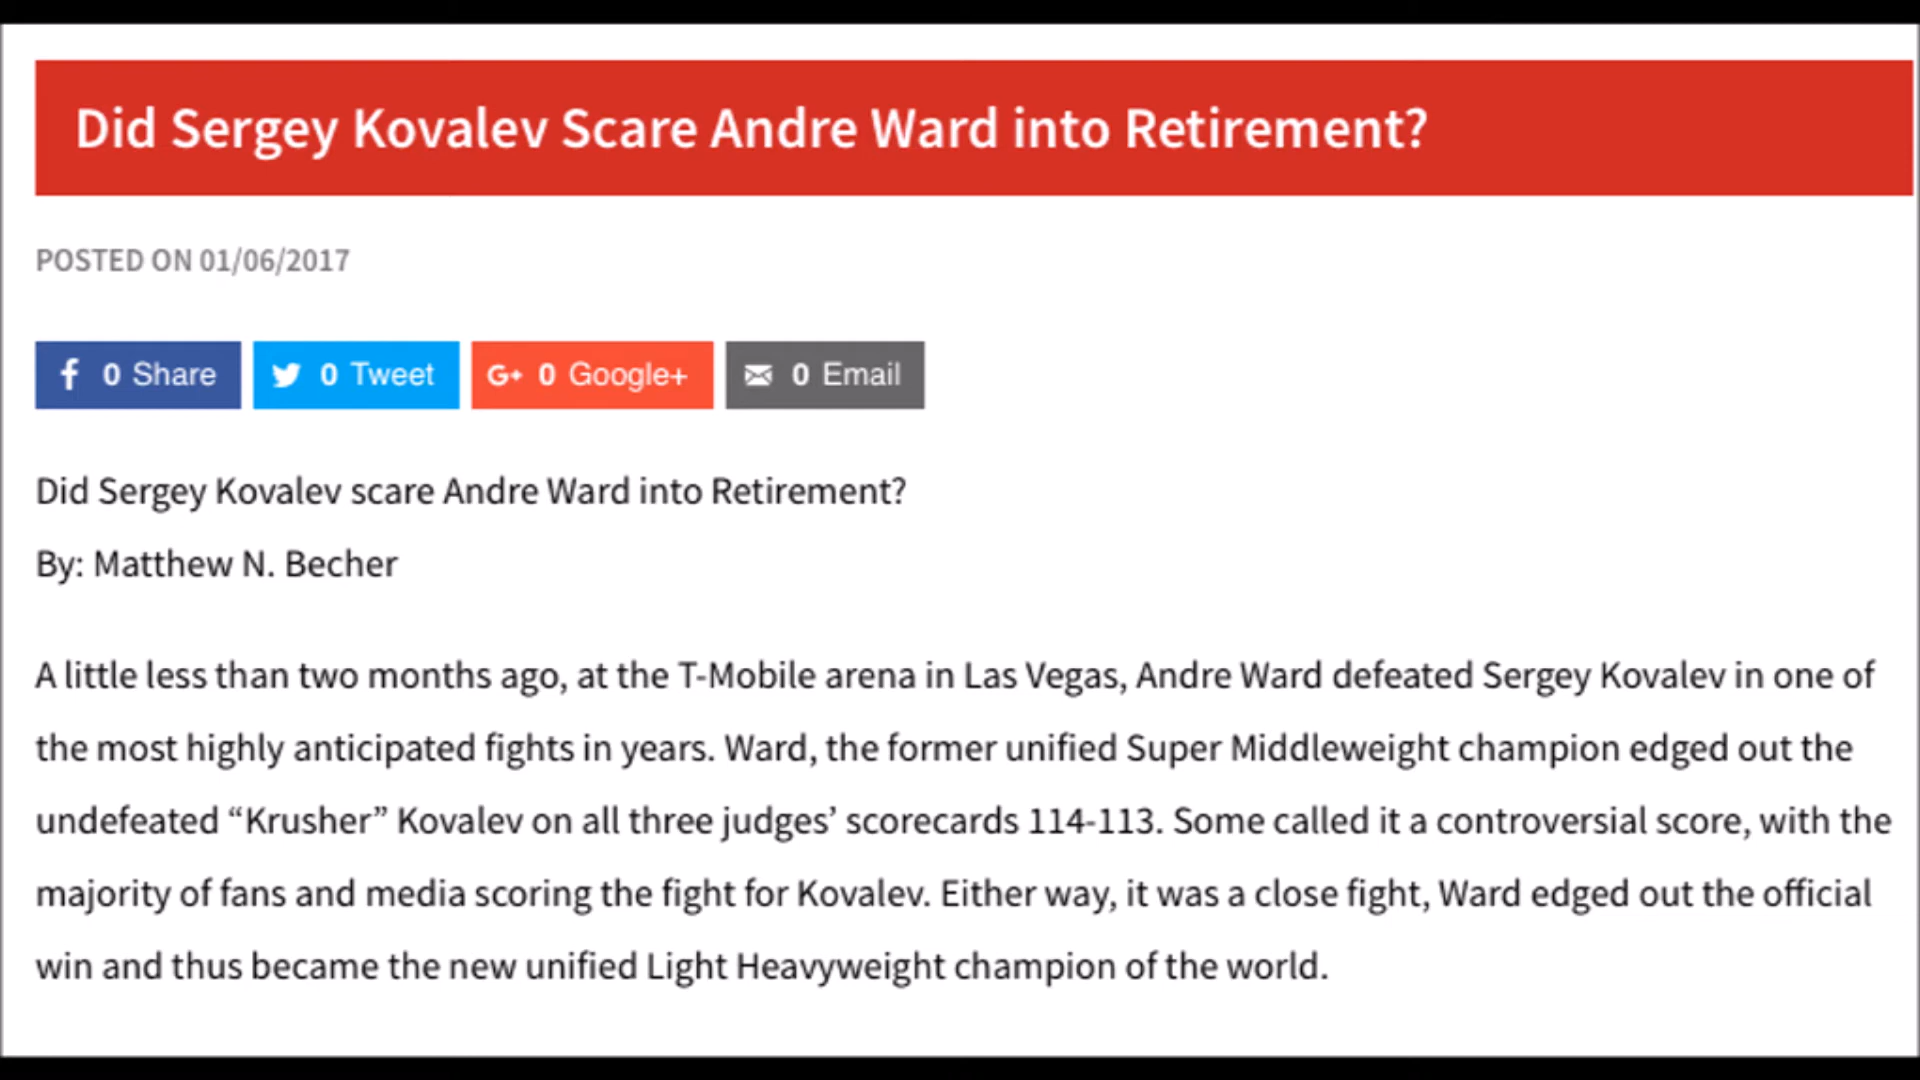 Did Sergey Kovalev Scare Andre Ward into Retirement?
POSTED ON 01/06/2017
0 Share 0 Tweet G+ 0 Google+ 0 Email
Did Sergey Kovalev scare Andre Ward into Retirement?
By: Matthew N. Becher
A little less than two months ago, at the T-Mobile arena in Las Vegas, Andre Ward defeated Sergey Kovalev in one of
the most highly anticipated fights in years. Ward, the former unified Super Middleweight champion edged out the
undefeated “Krusher” Kovalev on all three judges’ scorecards 114-113. Some called it a controversial score, with the
majority of fans and media scoring the fight for Kovalev. Either way, it was a close fight, Ward edged out the official
win and thus became the new unified Light Heavyweight champion of the world.